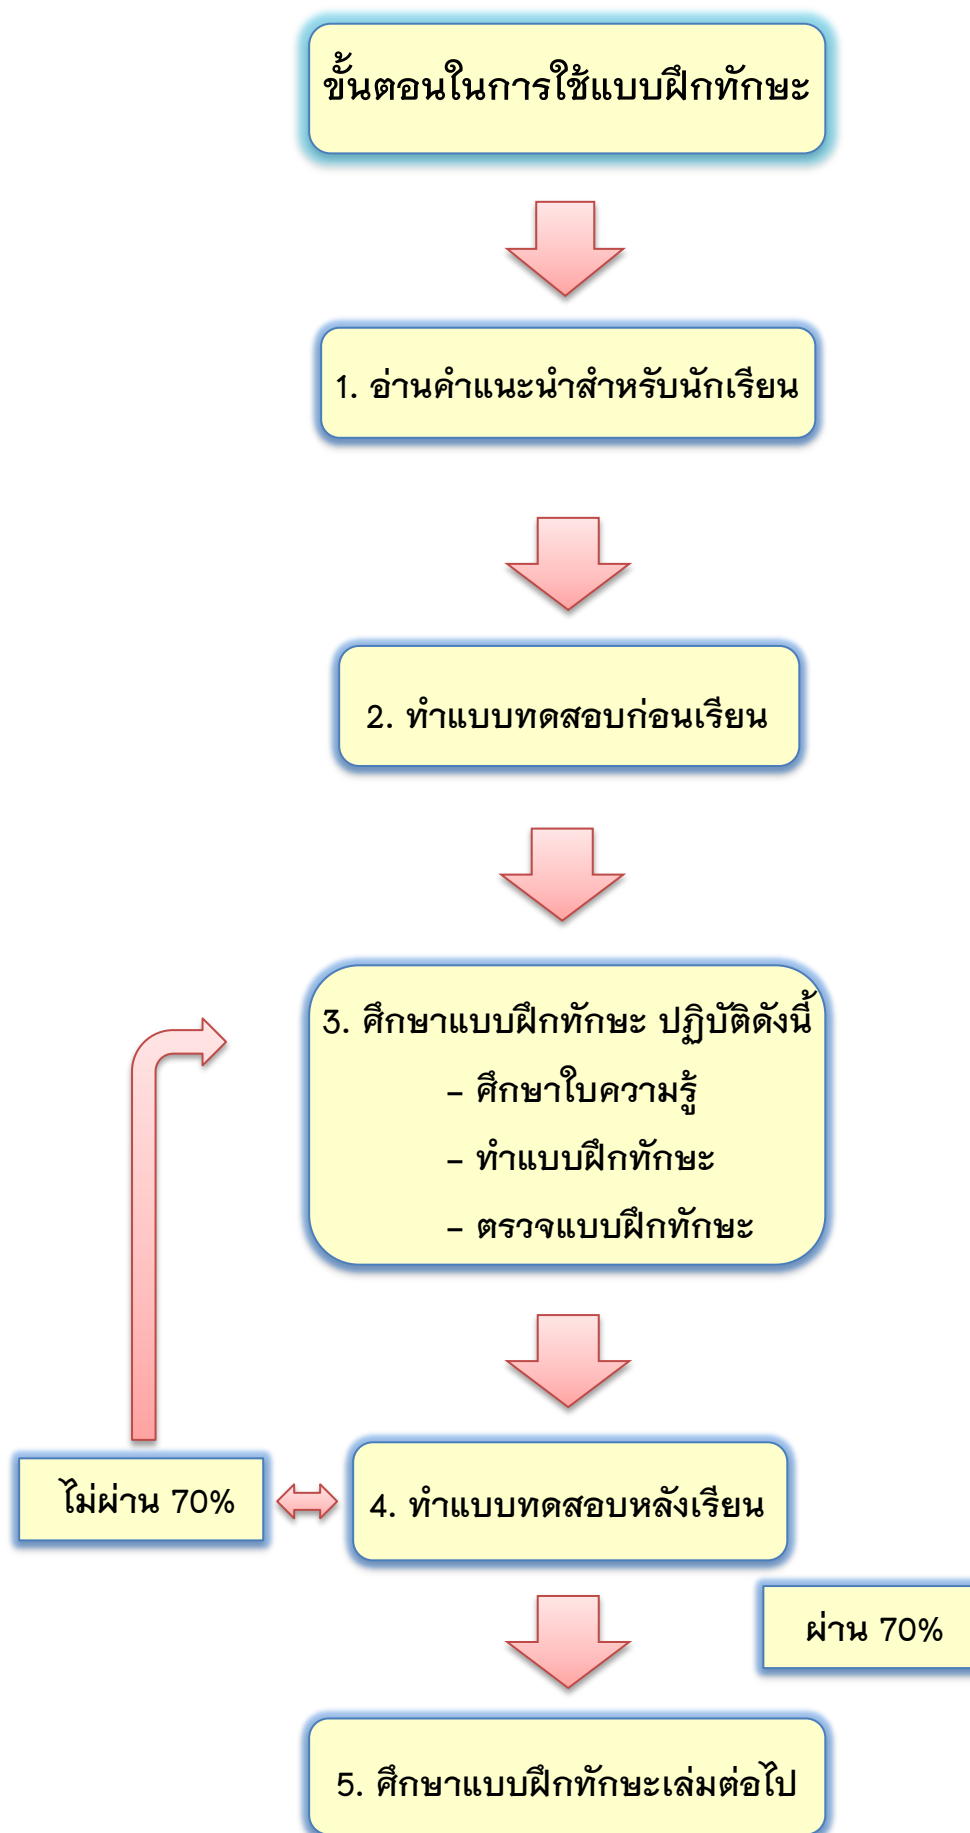 ขั้นตอนในการใช้แบบฝึกทักษะ
1. อ่านคำแนะนำสำหรับนักเรียน
2. ทำแบบทดสอบก่อนเรียน
3. ศึกษาแบบฝึกทักษะ ปฏิบัติดังนี้
– ศึกษาใบความรู้
– ทำแบบฝึกทักษะ
– ตรวจแบบฝึกทักษะ
ไม่ผ่าน 70%
4. ทำแบบทดสอบหลังเรียน
ผ่าน 70%
5. ศึกษาแบบฝึกทักษะเล่มต่อไป